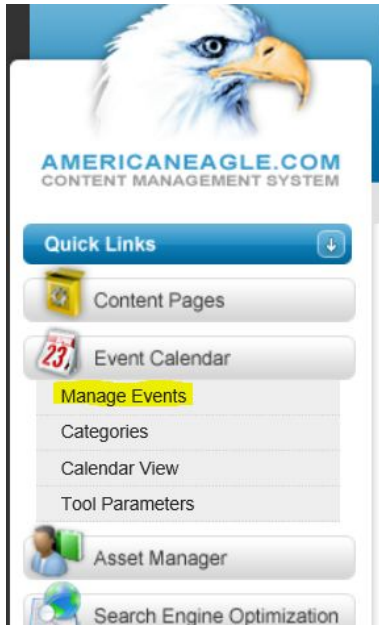 AMERICANEAGLE.COM
CONTENT MANAGEMENT SYSTEM
Quick Links
Content Pages
23
Event Calendar
Manage Events
Categories
Calendar View
Tool Parameters
Asset Manager
Search Engine Optimization